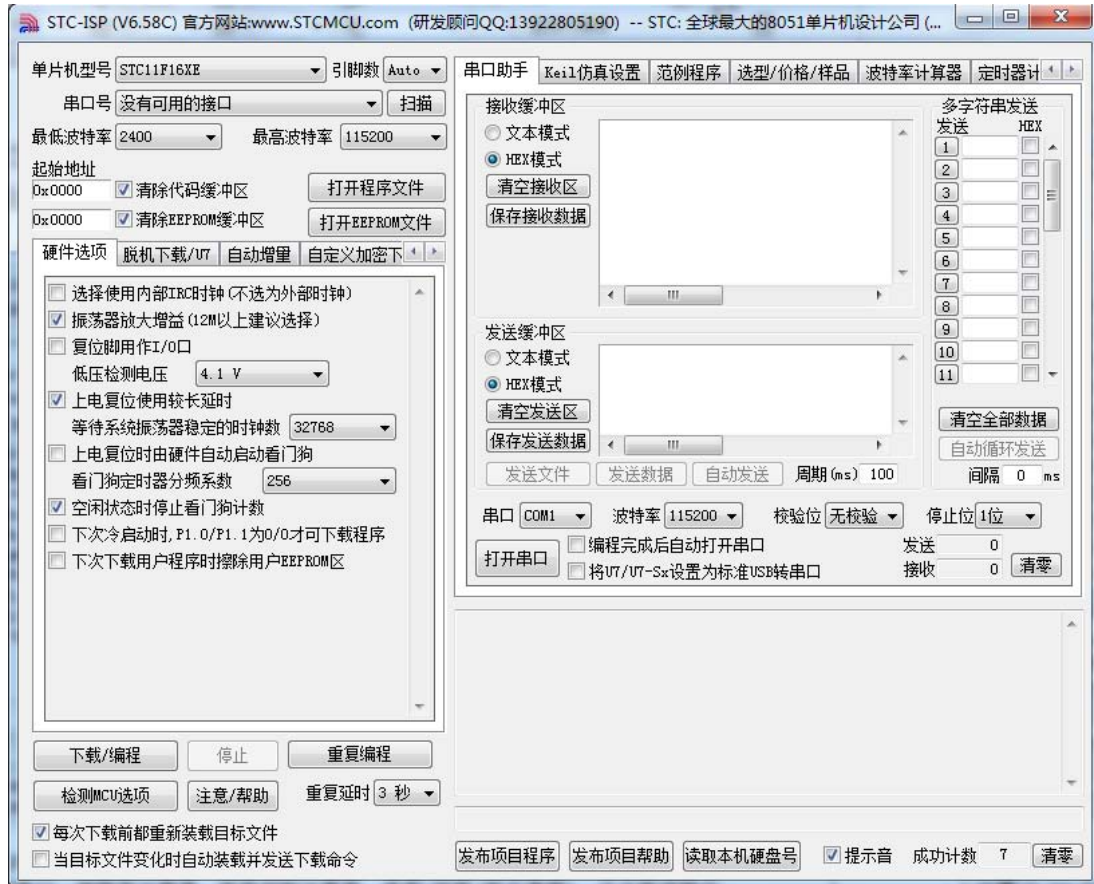 STC-ISP (V6.58C) 官方网站:www.STCMCU.com (研发顾问QQ:13922805190) -- STC: 全球最大的8051单片机设计公司 (...
单片机型号 STC11F16XE 引脚数 Auto
串口号 没有可用的接口 扫描
最低波特率 2400 最高波特率 115200
起始地址
0x0000 清除代码缓冲区 打开程序文件
0x0000 清除EEPROM缓冲区 打开EEPROM文件
硬件选项 脱机下载/U7 自动增量 自定义加密下
选择使用内部IRC时钟(不选为外部时钟)
振荡器放大增益(12M以上建议选择)
复位脚用作I/O口
低压检测电压 4.1 V
上电复位使用较长延时
等待系统振荡器稳定的时钟数 32768
上电复位时由硬件自动启动看门狗
看门狗定时器分频系数 256
空闲状态时停止看门狗计数
下次冷启动时,P1.0/P1.1为0/0才可下载程序
下次下载用户程序时擦除用户EEPROM区
下载/编程 停止 重复编程
检测MCU选项 注意/帮助 重复延时 3 秒
每次下载前都重新装载目标文件
当目标文件变化时自动装载并发送下载命令
串口助手 Keil仿真设置 范例程序 选型/价格/样品 波特率计算器 定时器计
接收缓冲区
文本模式
HEX模式
清空接收区
保存接收数据
多字符串发送
发送 HEX
1
2
3
4
5
6
7
8
9
10
11
发送缓冲区
文本模式
HEX模式
清空发送区
保存发送数据
清空全部数据
自动循环发送
发送文件 发送数据 自动发送 周期(ms) 100
间隔 0 ms
串口 COM1 波特率 115200 校验位 无校验 停止位 1位
打开串口 编程完成后自动打开串口 发送 0
将U7/U7-Sx设置为标准USB转串口 接收 0 清零
发布项目程序 发布项目帮助 读取本机硬盘号 提示音 成功计数 7 清零